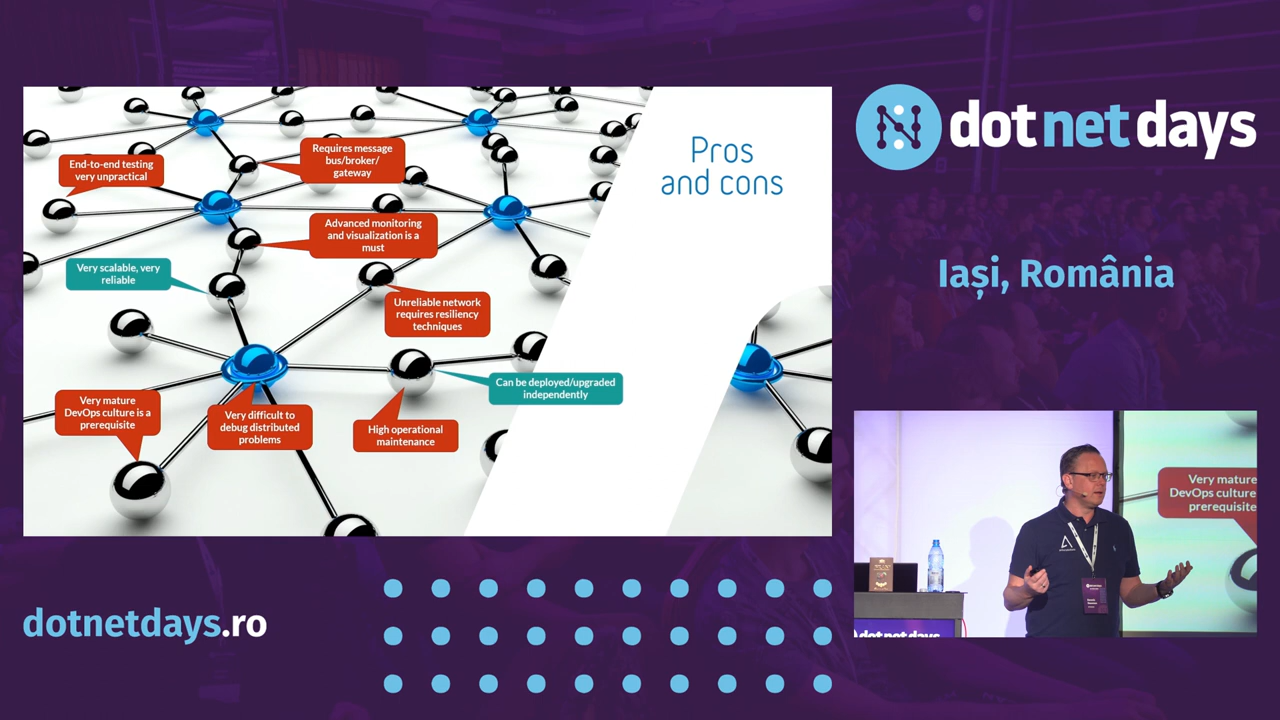 Pros
and cons
End-to-end testing
very unpractical
Requires message
bus/broker/
gateway
Advanced monitoring
and visualization is a
must
Very scalable, very
reliable
Unreliable network
requires resiliency
techniques
Can be deployed/upgraded
independently
Very mature
DevOps culture is a
prerequisite
Very difficult to
debug distributed
problems
High operational
maintenance
dotnetdays
Iași, România
Very mature
DevOps culture
prerequisite
dotnetdays
dotnetdays.ro